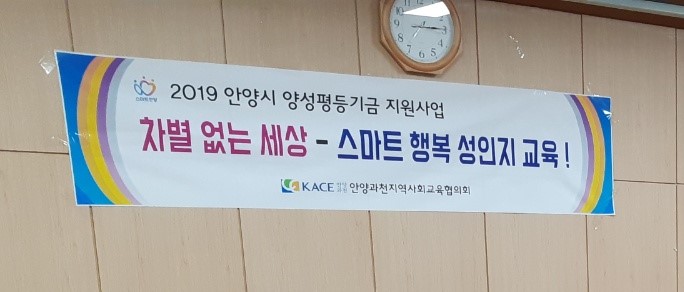 2019 안양시 양성평등기금 지원사업
차별 없는 세상 - 스마트 행복 성인지 교육!
KACE 안양과천지역사회교육협의회